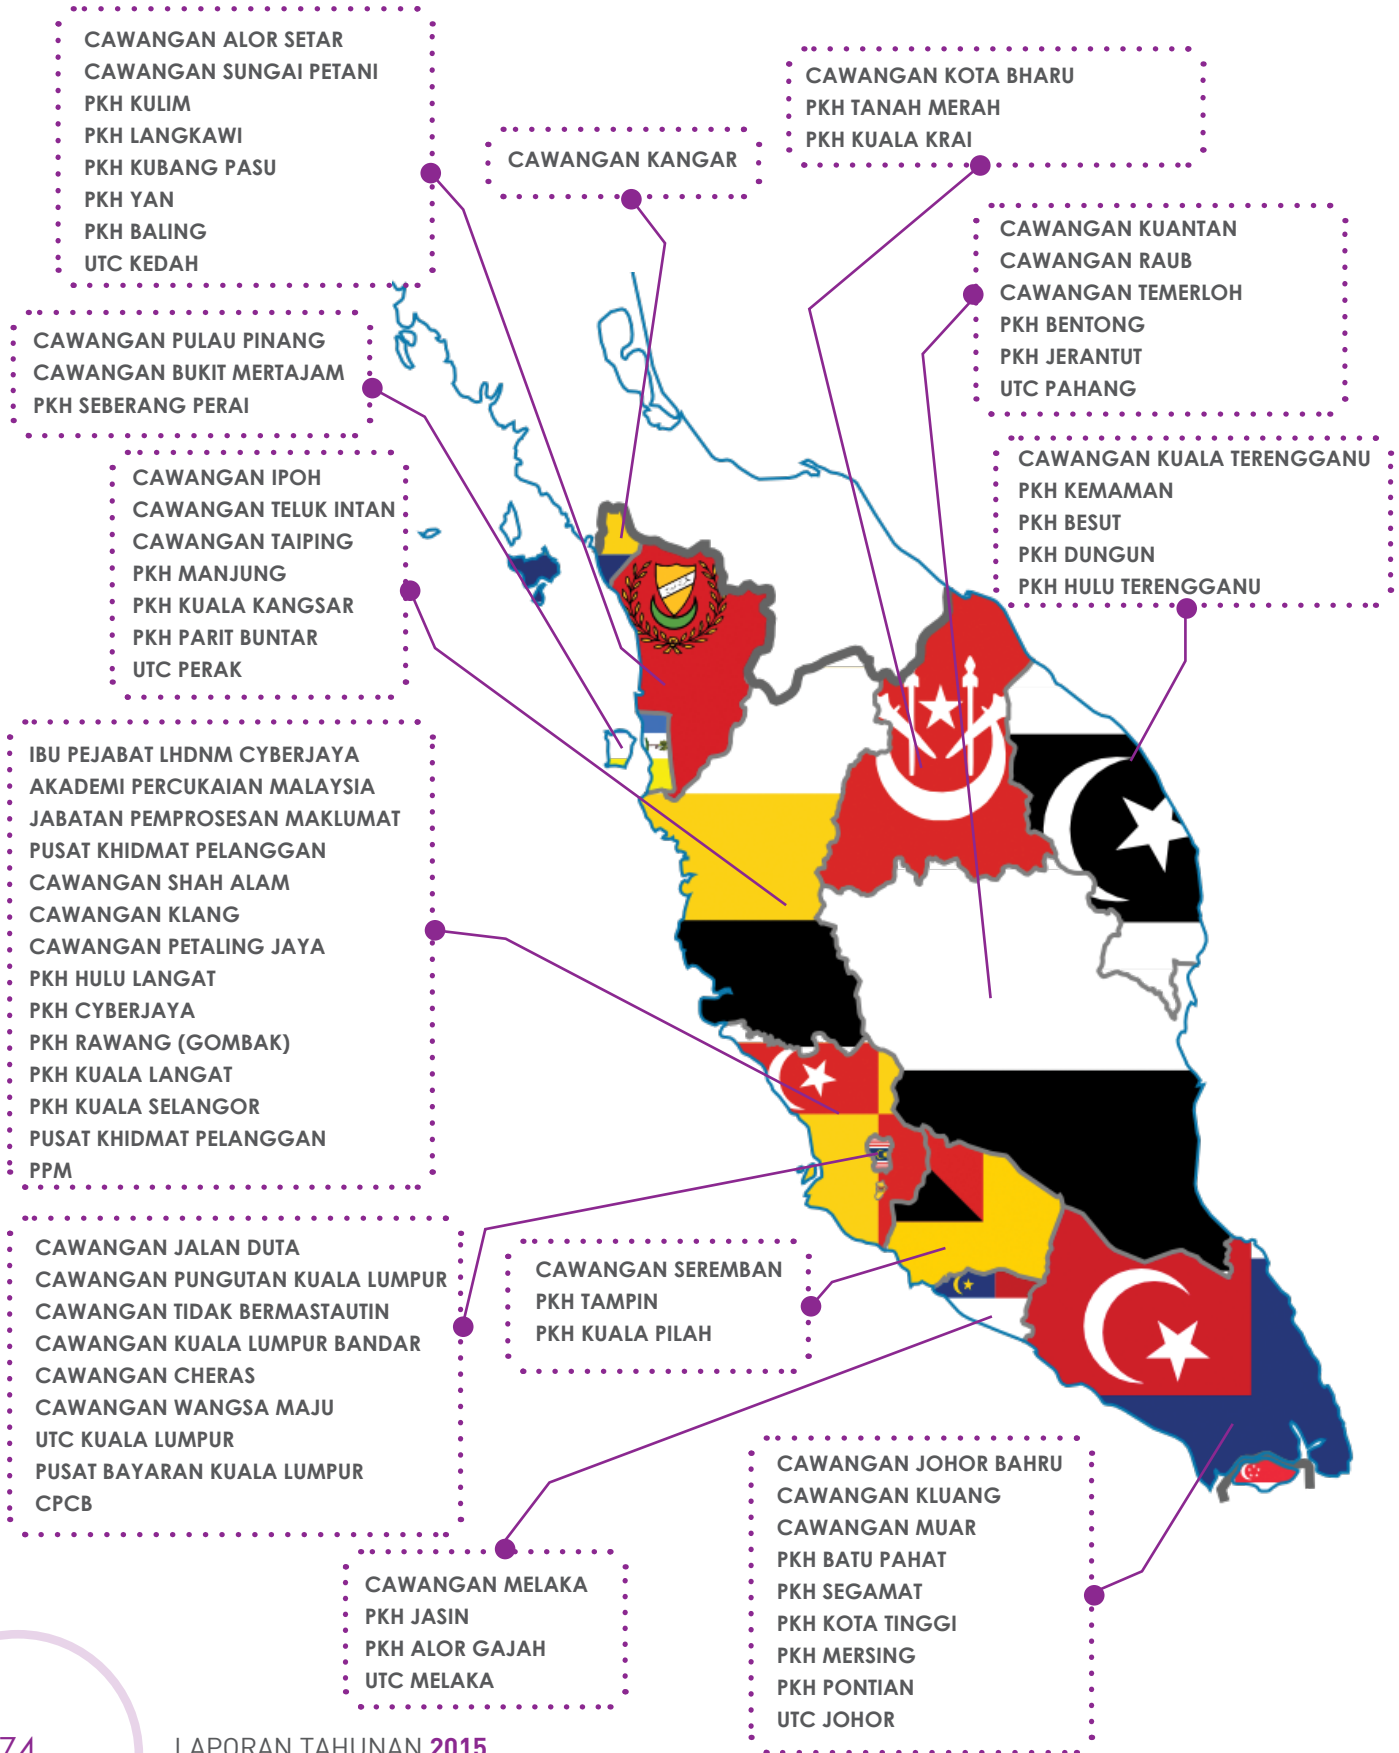 CAWANGAN ALOR SETAR
CAWANGAN SUNGAI PETANI
PKH KULIM
PKH LANGKAWI
PKH KUBANG PASU
PKH YAN
PKH BALING
UTC KEDAH
CAWANGAN KANGAR
CAWANGAN KOTA BHARU
PKH TANAH MERAH
PKH KUALA KRAI
CAWANGAN KUANTAN
CAWANGAN RAUB
CAWANGAN TEMERLOH
PKH BENTONG
PKH JERANTUT
UTC PAHANG
CAWANGAN PULAU PINANG
CAWANGAN BUKIT MERTAJAM
PKH SEBERANG PERAI
CAWANGAN KUALA TERENGGANU
PKH KEMAMAN
PKH BESUT
PKH DUNGUN
PKH HULU TERENGGANU
CAWANGAN IPOH
CAWANGAN TELUK INTAN
CAWANGAN TAIPING
PKH MANJUNG
PKH KUALA KANGSAR
PKH PARIT BUNTAR
UTC PERAK
IBU PEJABAT LHDNM CYBERJAYA
AKADEMI PERCUKAIAN MALAYSIA
JABATAN PEMPROSESAN MAKLUMAT
PUSAT KHIDMAT PELANGGAN
CAWANGAN SHAH ALAM
CAWANGAN KLANG
CAWANGAN PETALING JAYA
PKH HULU LANGAT
PKH CYBERJAYA
PKH RAWANG (GOMBAK)
PKH KUALA LANGAT
PKH KUALA SELANGOR
PUSAT KHIDMAT PELANGGAN
PPM
CAWANGAN JALAN DUTA
CAWANGAN PUNGUTAN KUALA LUMPUR
CAWANGAN TIDAK BERMASTAUTIN
CAWANGAN KUALA LUMPUR BANDAR
CAWANGAN CHERAS
CAWANGAN WANGSA MAJU
UTC KUALA LUMPUR
PUSAT BAYARAN KUALA LUMPUR
CPCB
CAWANGAN SEREMBAN
PKH TAMPIN
PKH KUALA PILAH
CAWANGAN MELAKA
PKH JASIN
PKH ALOR GAJAH
UTC MELAKA
CAWANGAN JOHOR BAHRU
CAWANGAN KLUANG
CAWANGAN MUAR
PKH BATU PAHAT
PKH SEGAMAT
PKH KOTA TINGGI
PKH MERSING
PKH PONTIAN
UTC JOHOR
74
LAPORAN TAHUNAN 2015